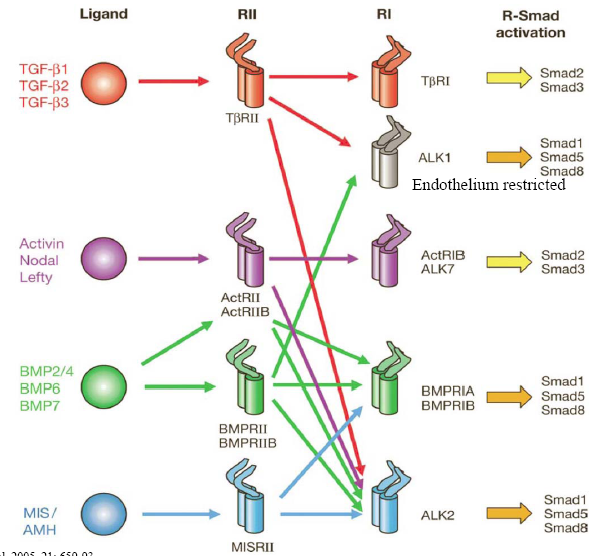 Ligand
RII
RI
R-Smad
activation
TGF-β1
TGF-β2
TGF-β3
TβRII
TβRI
Smad2
Smad3
ALK1
Smad1
Smad5
Smad8
Endothelium restricted
Activin
Nodal
Lefty
ActRII
ActRIIB
ActRIB
ALK7
Smad2
Smad3
BMP2/4
BMP6
BMP7
BMPRII
BMPRIIB
BMPRIA
BMPRIB
Smad1
Smad5
Smad8
MIS/
AMH
MISRII
ALK2
Smad1
Smad5
Smad8
2005, 21: